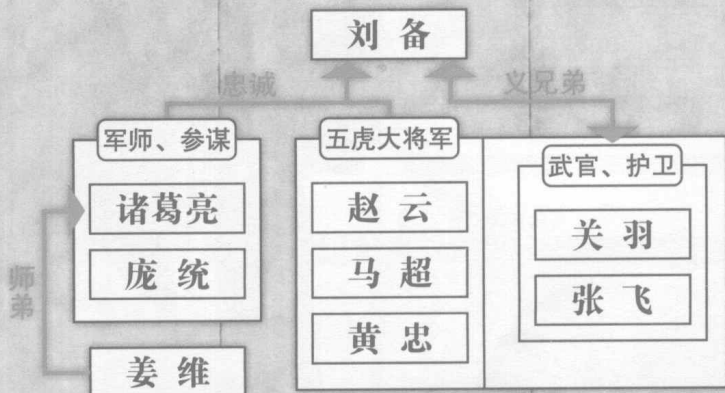 刘备
忠诚
义兄弟
军师、参谋
五虎大将军
武官、护卫
诸葛亮
赵云
关羽
庞统
马超
张飞
黄忠
师弟
姜维